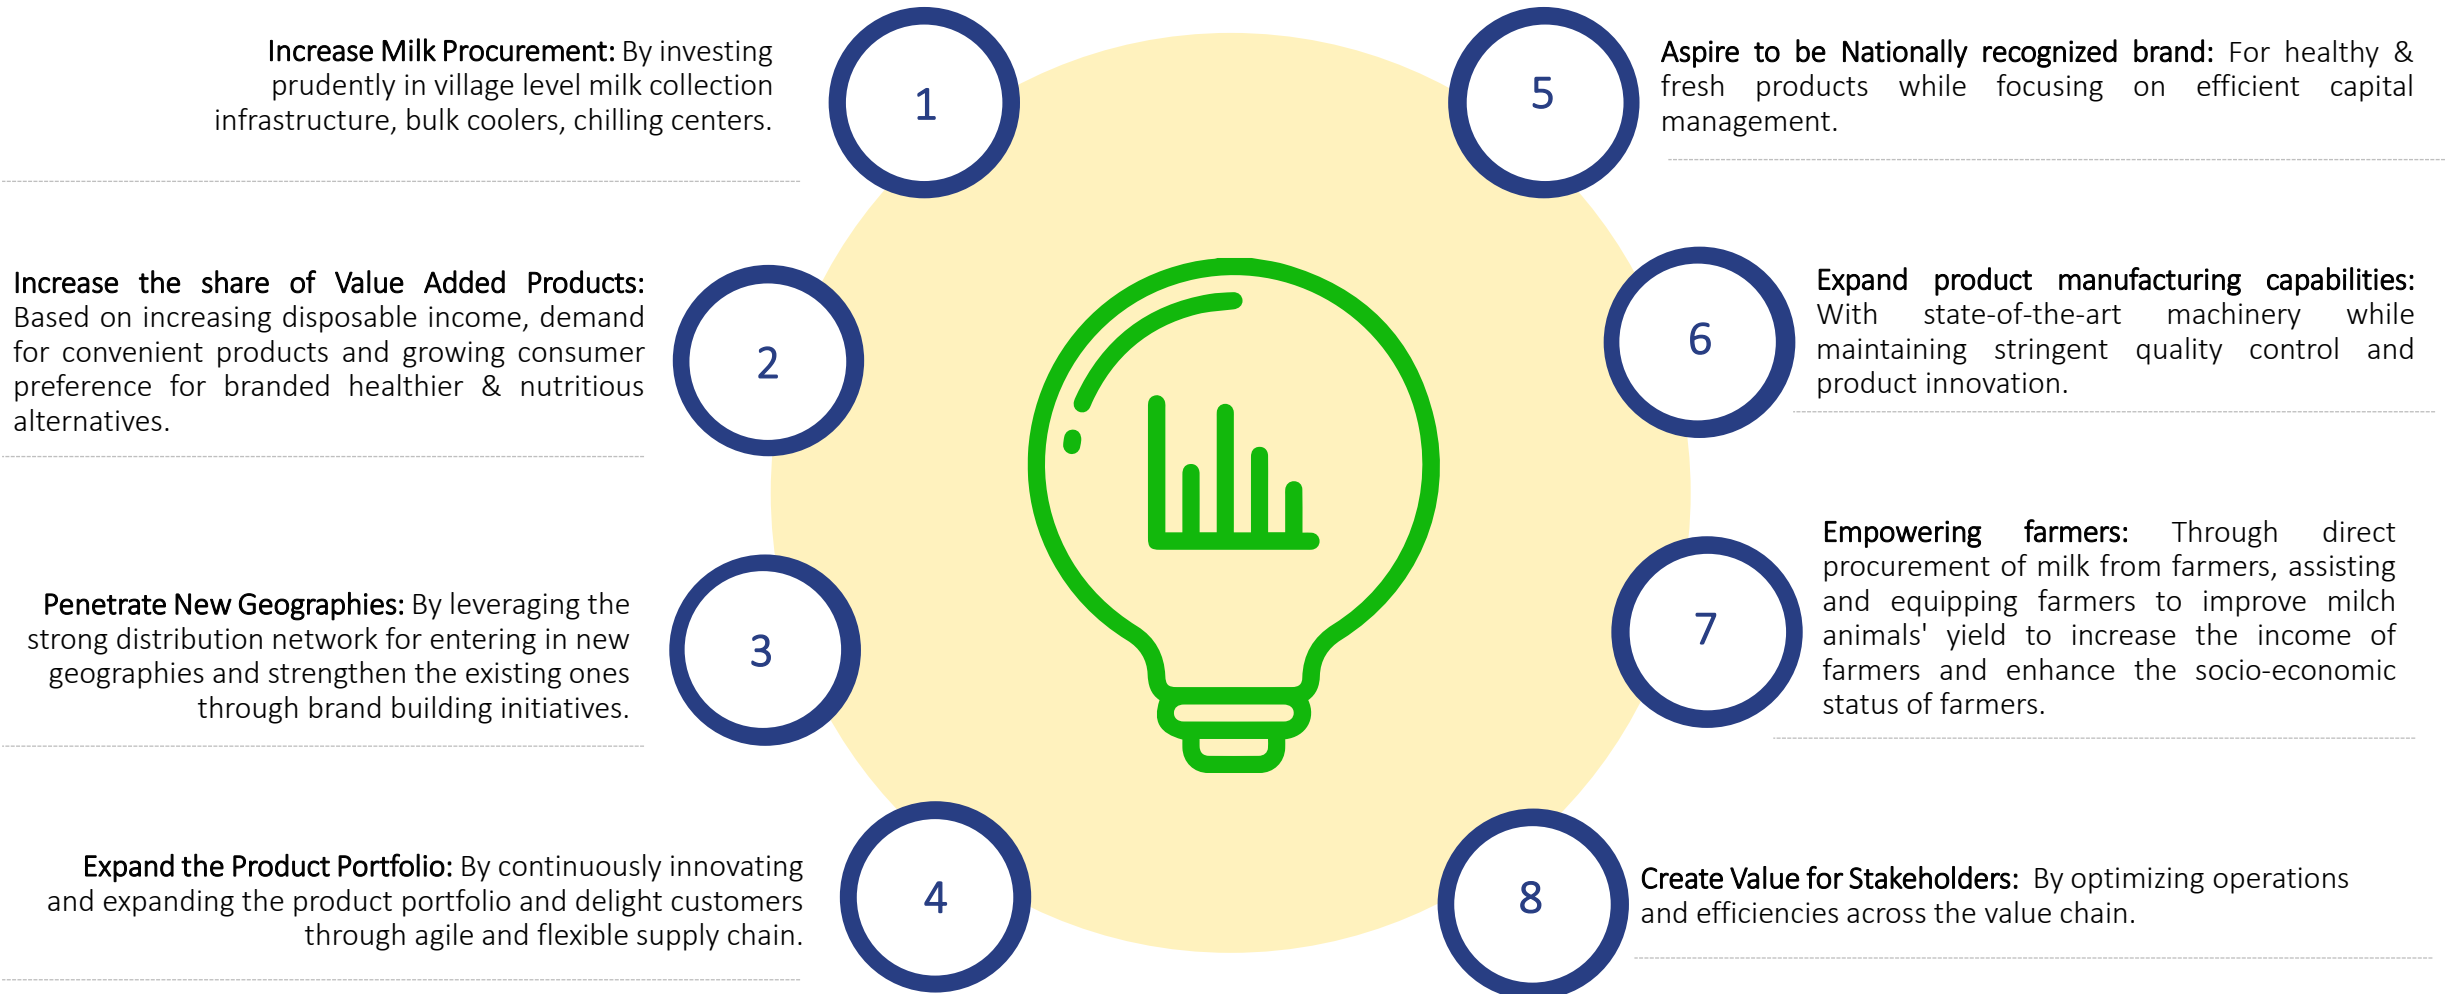 1
Increase Milk Procurement: By investing
prudently in village level milk collection
infrastructure, bulk coolers, chilling centers.
2
Increase the share of Value Added Products:
Based on increasing disposable income, demand
for convenient products and growing consumer
preference for branded healthier & nutritious
alternatives.
3
Penetrate New Geographies: By leveraging the
strong distribution network for entering in new
geographies and strengthen the existing ones
through brand building initiatives.
4
Expand the Product Portfolio: By continuously innovating
and expanding the product portfolio and delight customers
through agile and flexible supply chain.
5
Aspire to be Nationally recognized brand: For healthy &
fresh products while focusing on efficient capital
management.
6
Expand product manufacturing capabilities:
With state-of-the-art machinery while
maintaining stringent quality control and
product innovation.
7
Empowering farmers: Through direct
procurement of milk from farmers, assisting
and equipping farmers to improve milch
animals' yield to increase the income of
farmers and enhance the socio-economic
status of farmers.
8
Create Value for Stakeholders: By optimizing operations
and efficiencies across the value chain.